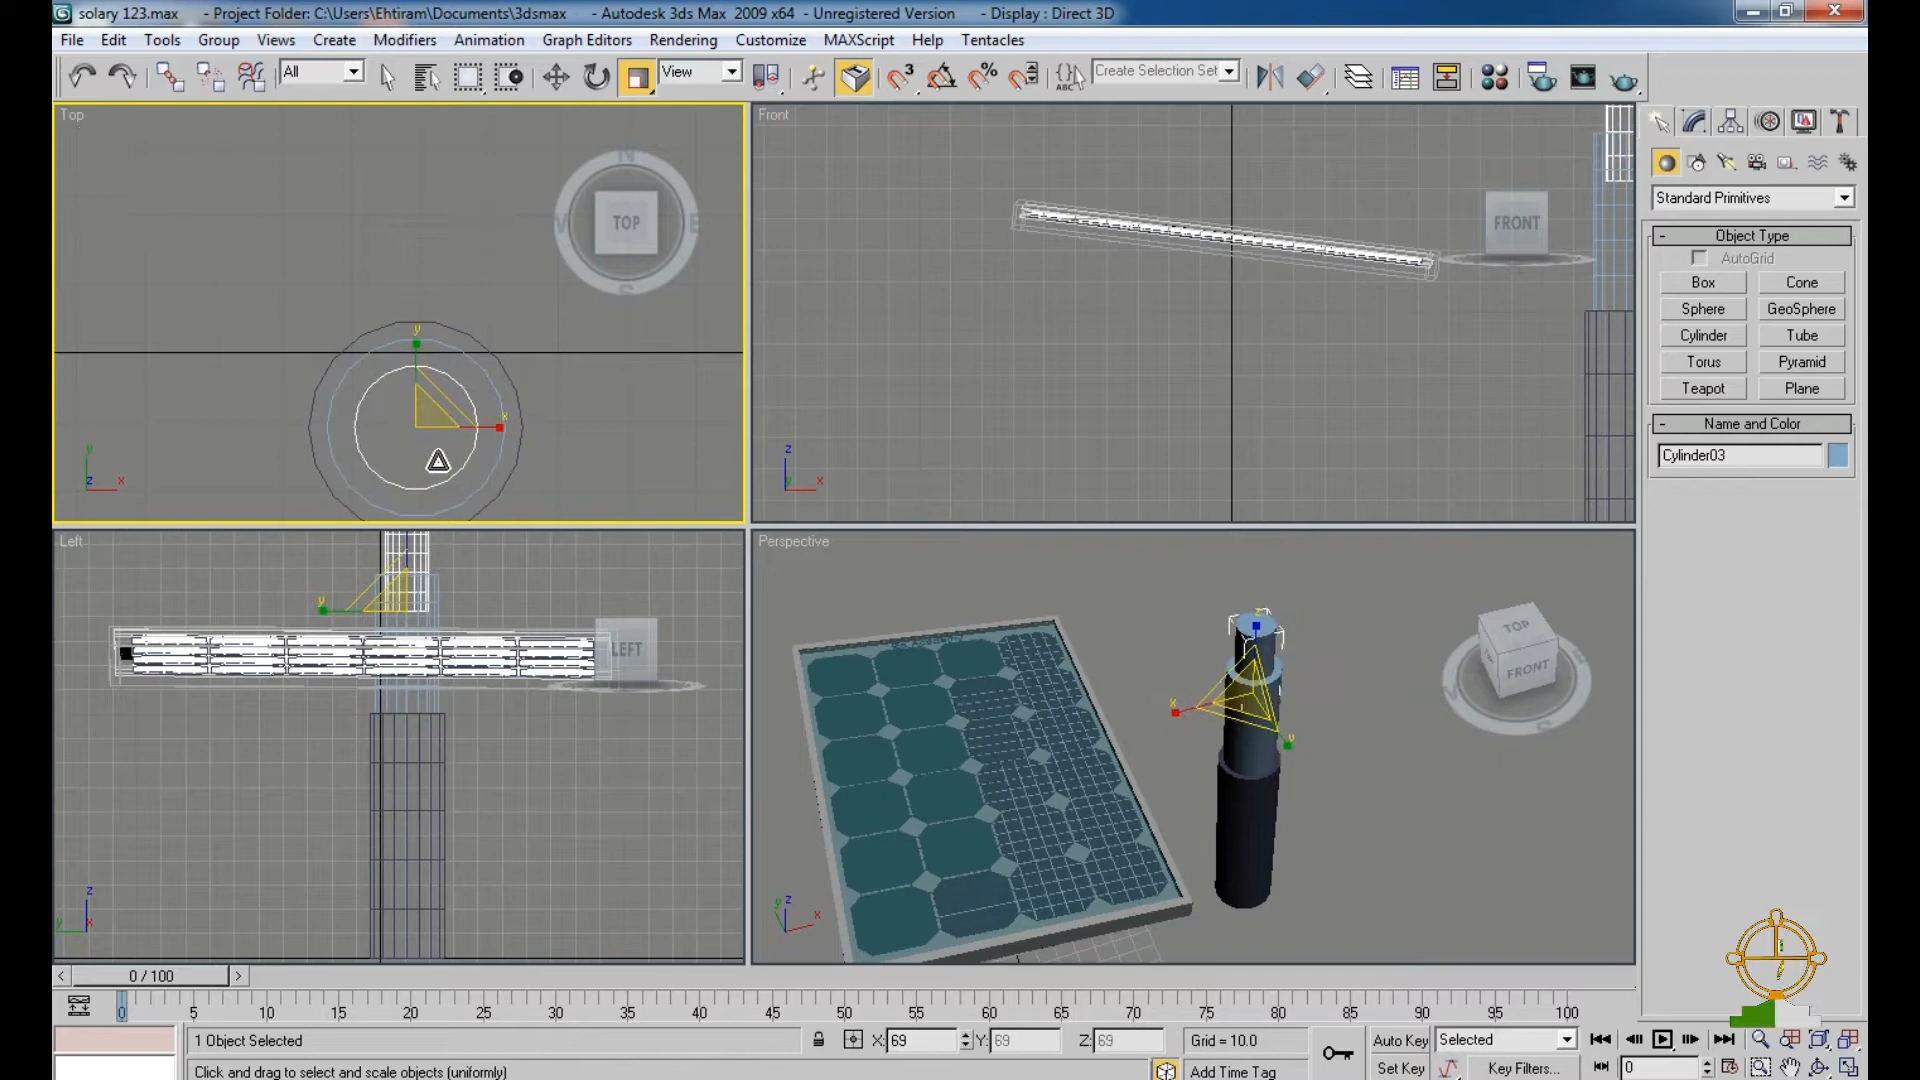 solary 123.max - Project Folder: C:\Users\Ehtiram\Documents\3dsmax - Autodesk 3ds Max 2009 x64 - Unregistered Version - Display : Direct 3D
File Edit Tools Group Views Create Modifiers Animation Graph Editors Rendering Customize MAXScript Help Tentacles
All View 3 % ABC Create Selection Set
Top Front
N
TOP E FRONT
S
y
x
z
y
z x y x
Standard Primitives
- Object Type
AutoGrid
Box Cone
Sphere GeoSphere
Cylinder Tube
Torus Pyramid
Teapot Plane
- Name and Color
Cylinder03
Left Perspective
y LEFT
z
y x
z
x y
TOP
FRONT
S
z
y x
< 0 / 100 >
0 5 10 15 20 25 30 35 40 45 50 55 60 65 70 75 80 85 90 95 100
1 Object Selected X: 69 Y: 69 Z: 69 Grid = 10.0 Auto Key Selected
Click and drag to select and scale objects (uniformly) Add Time Tag Set Key Key Filters... 0